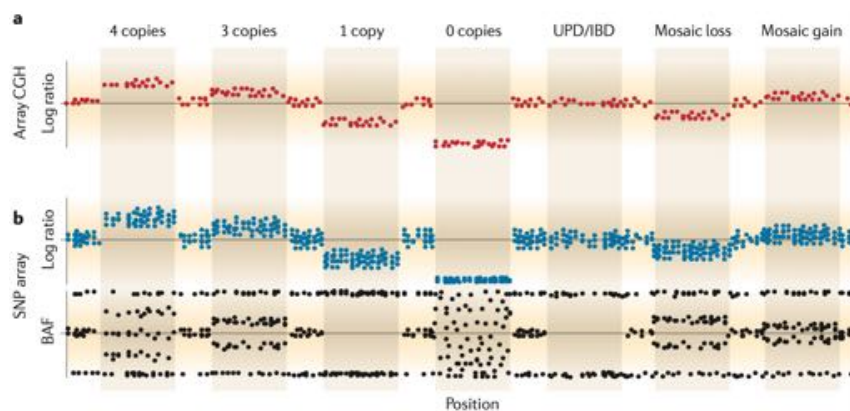 a
4 copies 3 copies 1 copy 0 copies UPD/IBD Mosaic loss Mosaic gain
Array CGH
Log ratio
b
SNP array
Log ratio
BAF
Position